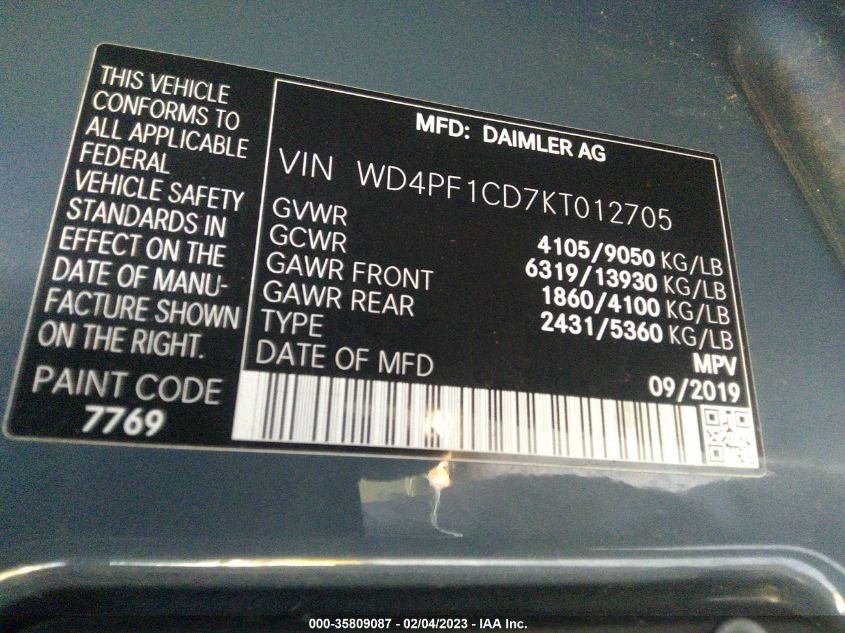 THIS VEHICLE
CONFORMS TO
ALL APPLICABLE
FEDERAL
VEHICLE SAFETY
STANDARDS IN
EFFECT ON THE
DATE OF MANU-
FACTURE SHOWN
ON THE RIGHT.
PAINT CODE
7769
MFD: DAIMLER AG
VIN WD4PF1CD7KT012705
GVWR 4105/9050 KG/LB
GCWR 6319/13930 KG/LB
GAWR FRONT 1860/4100 KG/LB
GAWR REAR 2431/5360 KG/LB
TYPE MPV
DATE OF MFD 09/2019
000-35809087 - 02/04/2023 - IAA Inc.